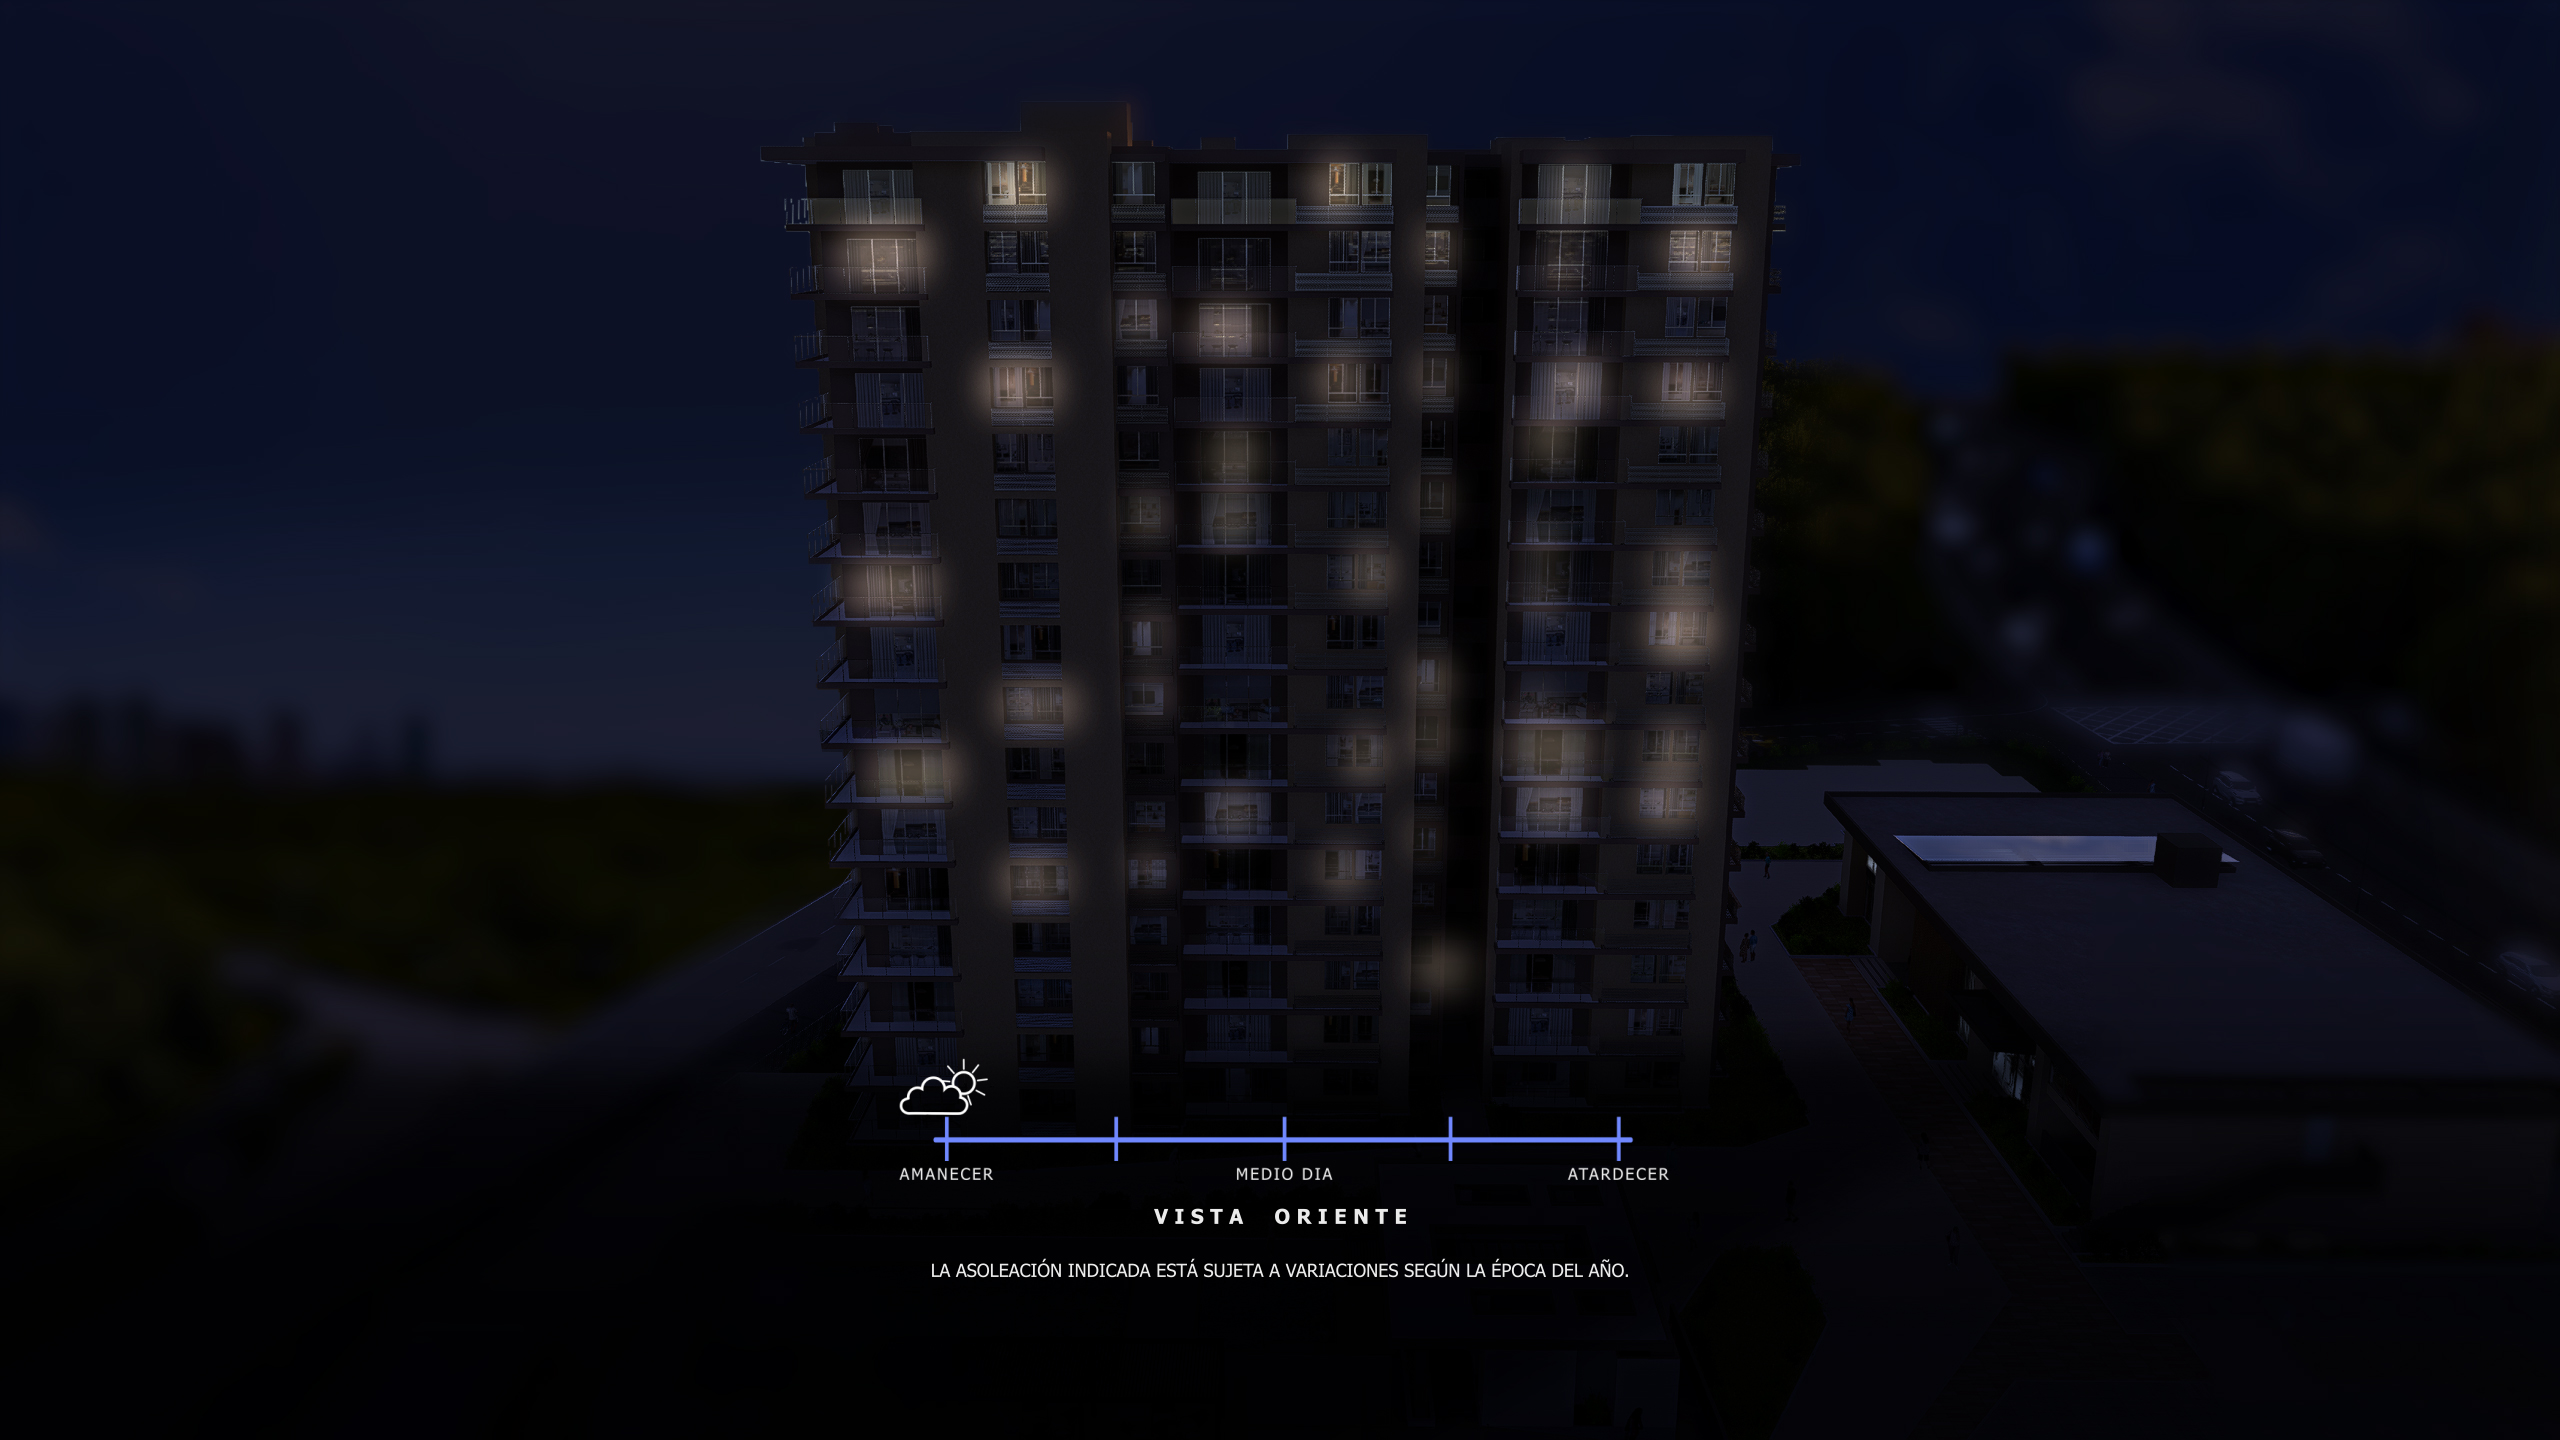 AMANECER MEDIO DIA ATARDECER
VISTA ORIENTE
LA ASOLEACIÓN INDICADA ESTÁ SUJETA A VARIACIONES SEGÚN LA ÉPOCA DEL AÑO.